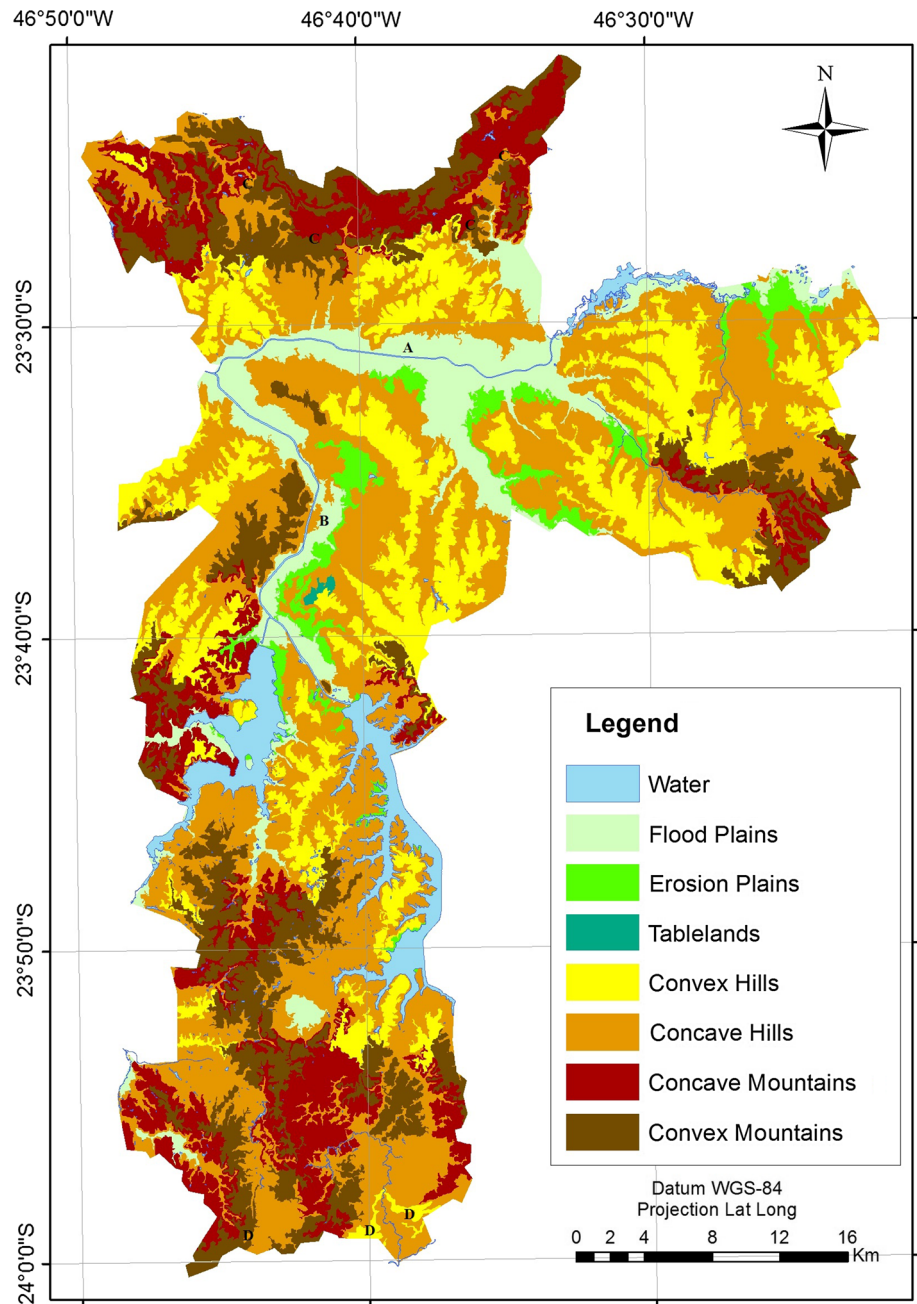 46°50'0"W 46°40'0"W 46°30'0"W
N
C
C
C
C
23°30'0"S
A
B
23°40'0"S
Legend
Water
Flood Plains
Erosion Plains
Tablelands
23°50'0"S
Convex Hills
Concave Hills
Concave Mountains
Convex Mountains
Datum WGS-84
Projection Lat Long
D
D
D
0 2 4 8 12 16
Km
24°0'0"S